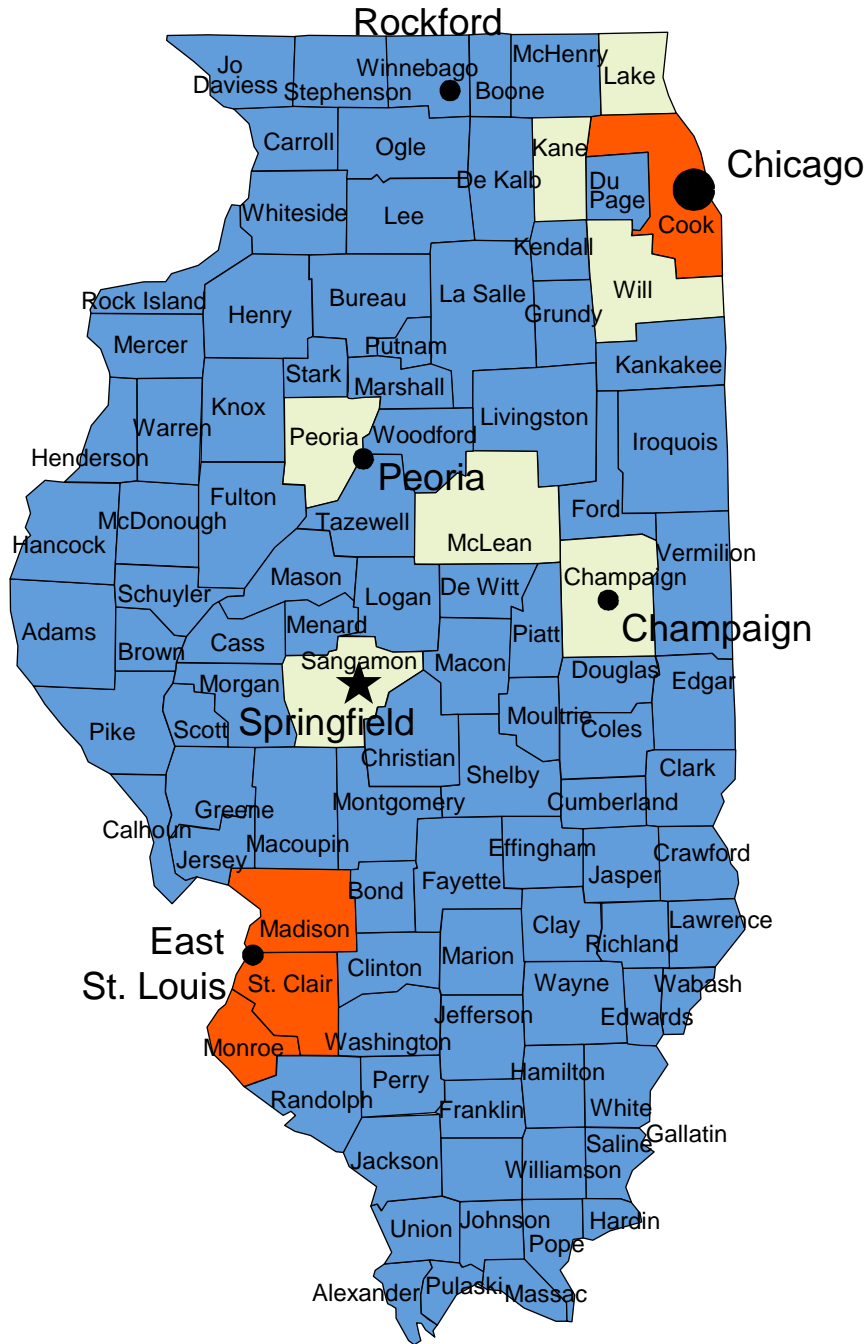 Rockford
McHenry
Jo
Daviess
Stephenson
Winnebago
Boone
Lake
Carroll
Ogle
De Kalb
Kane
Du
Page
Chicago
Cook
Whiteside
Lee
Kendall
Rock Island
Henry
Bureau
La Salle
Grundy
Will
Mercer
Putnam
Kankakee
Stark
Marshall
Knox
Warren
Peoria
Woodford
Livingston
Iroquois
Henderson
Peoria
Fulton
McDonough
Tazewell
Ford
Hancock
McLean
Vermilion
Schuyler
Mason
Logan
De Witt
Champaign
Adams
Brown
Cass
Menard
Piatt
Champaign
Sangamon
Macon
Douglas
Edgar
Morgan
Springfield
Moultrie
Pike
Scott
Christian
Coles
Shelby
Clark
Calhoun
Greene
Montgomery
Cumberland
Jersey
Macoupin
Effingham
Crawford
Bond
Fayette
Jasper
Madison
Clay
Lawrence
East
St. Louis
Marion
Richland
St. Clair
Clinton
Wayne
Wabash
Monroe
Washington
Jefferson
Edwards
Randolph
Perry
Hamilton
Franklin
White
Gallatin
Saline
Jackson
Williamson
Union
Johnson
Hardin
Pope
Alexander
Pulaski
Massac